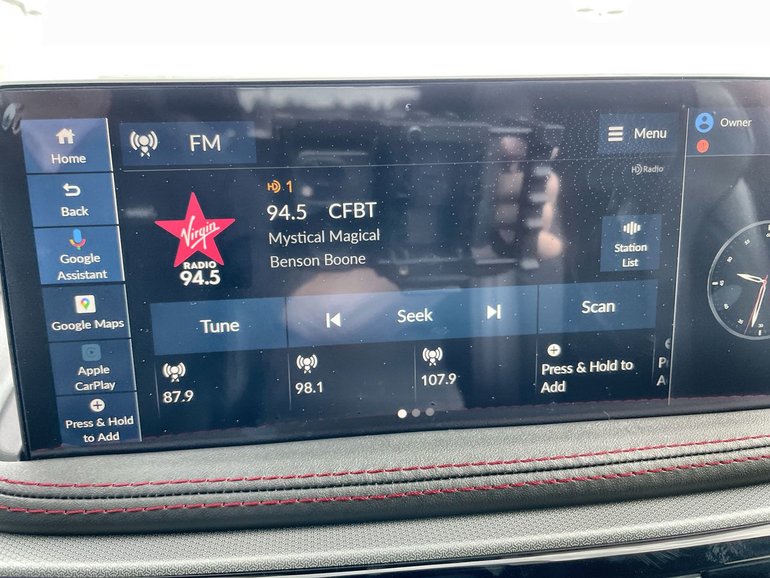 Home
FM
Menu
Owner
HD Radio
HD 1
Back
94.5 CFBT
Mystical Magical
Benson Boone
Virgin
RADIO
94.5
Station
List
Google
Assistant
Google Maps
Tune
Seek
Scan
Apple
CarPlay
87.9
98.1
107.9
Press & Hold to
Add
P
A
Press & Hold
to Add